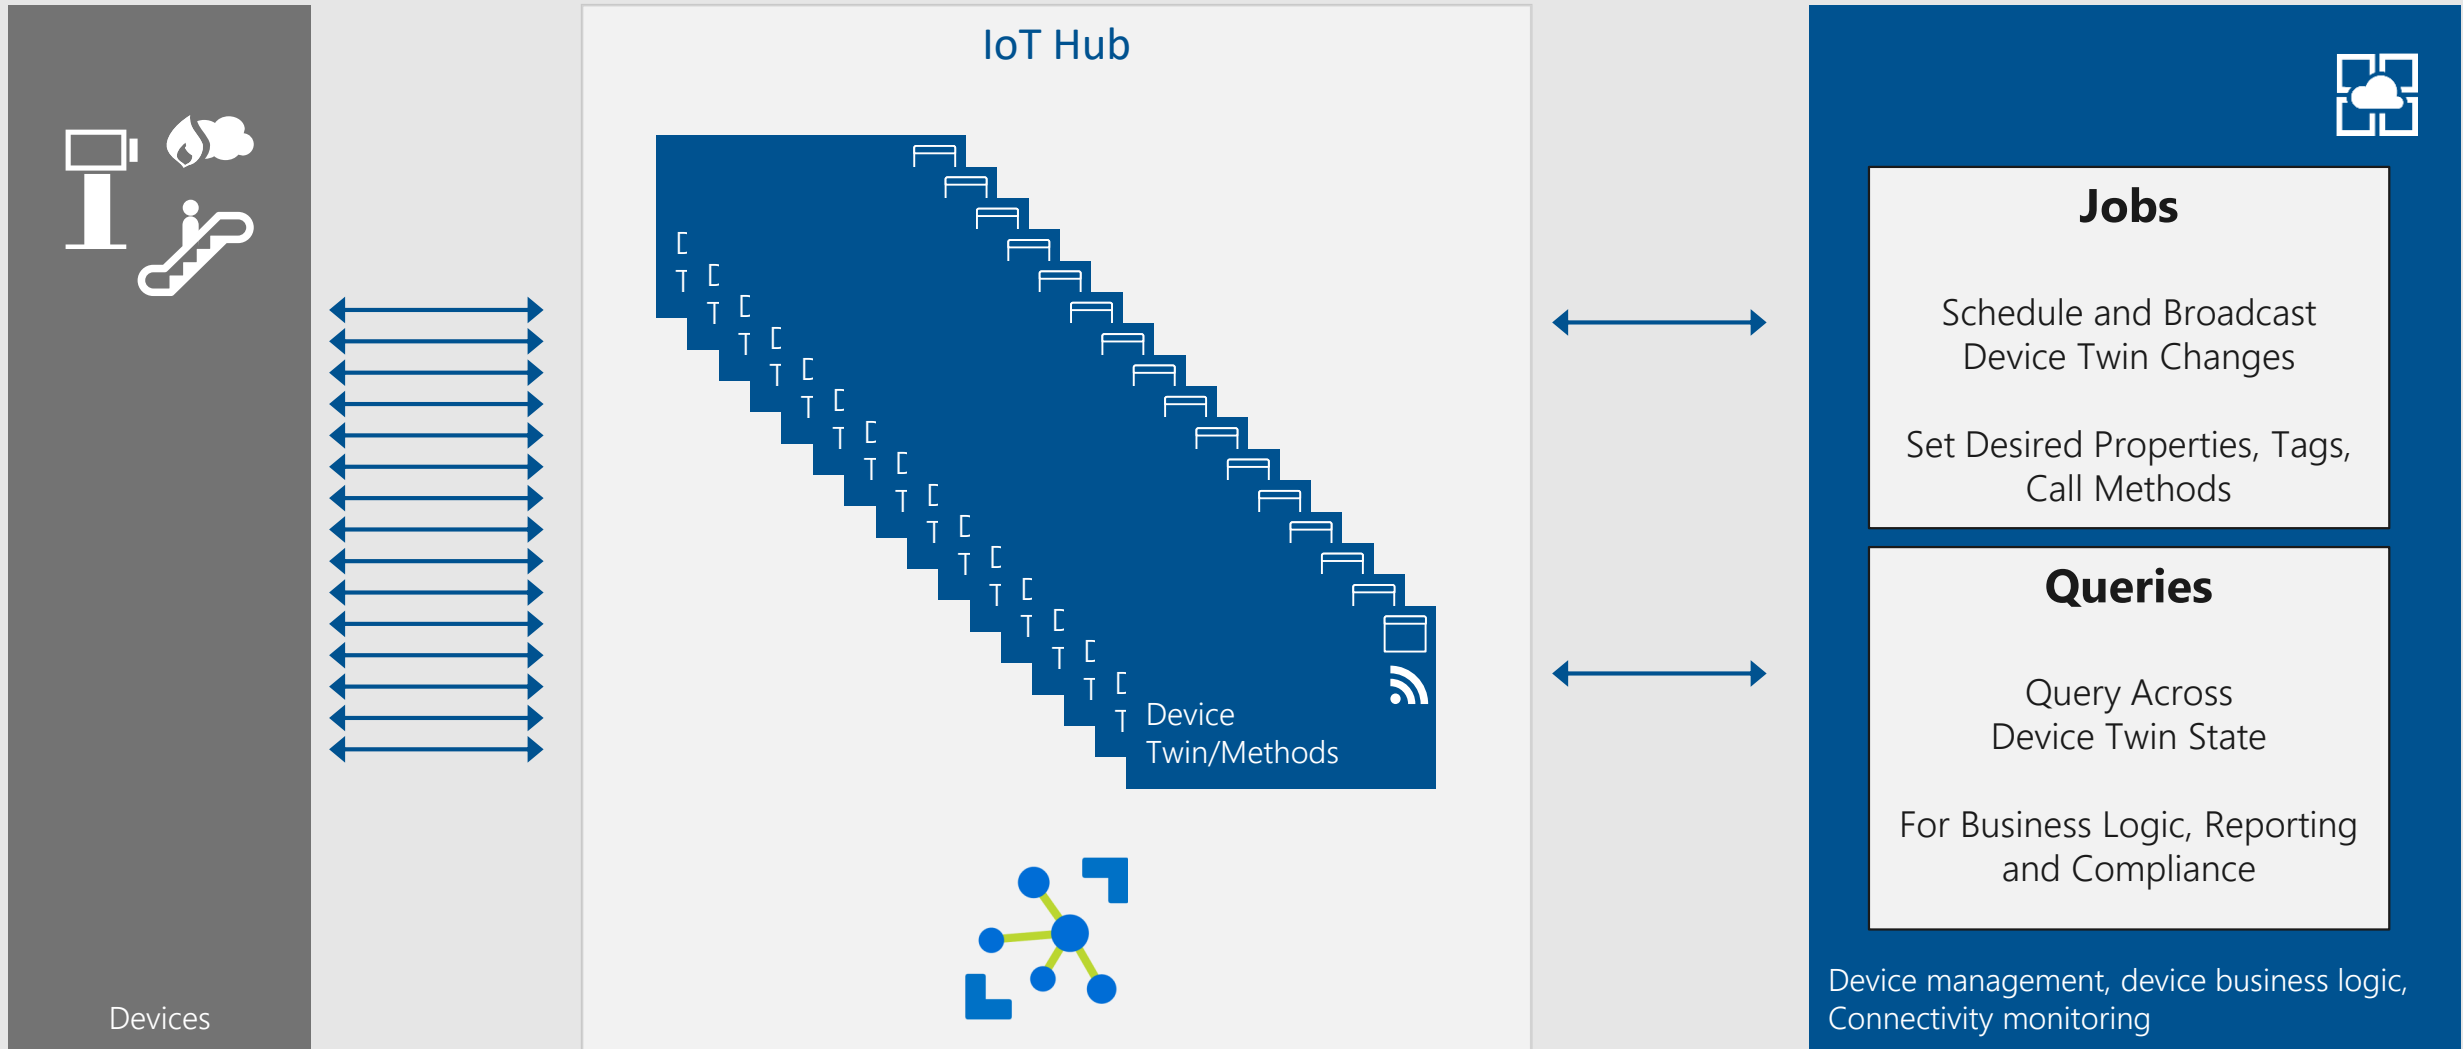 IoT Hub
Device
Twin/Methods
Devices
Jobs
Schedule and Broadcast
Device Twin Changes
Set Desired Properties, Tags,
Call Methods
Queries
Query Across
Device Twin State
For Business Logic, Reporting
and Compliance
Device management, device business logic,
Connectivity monitoring